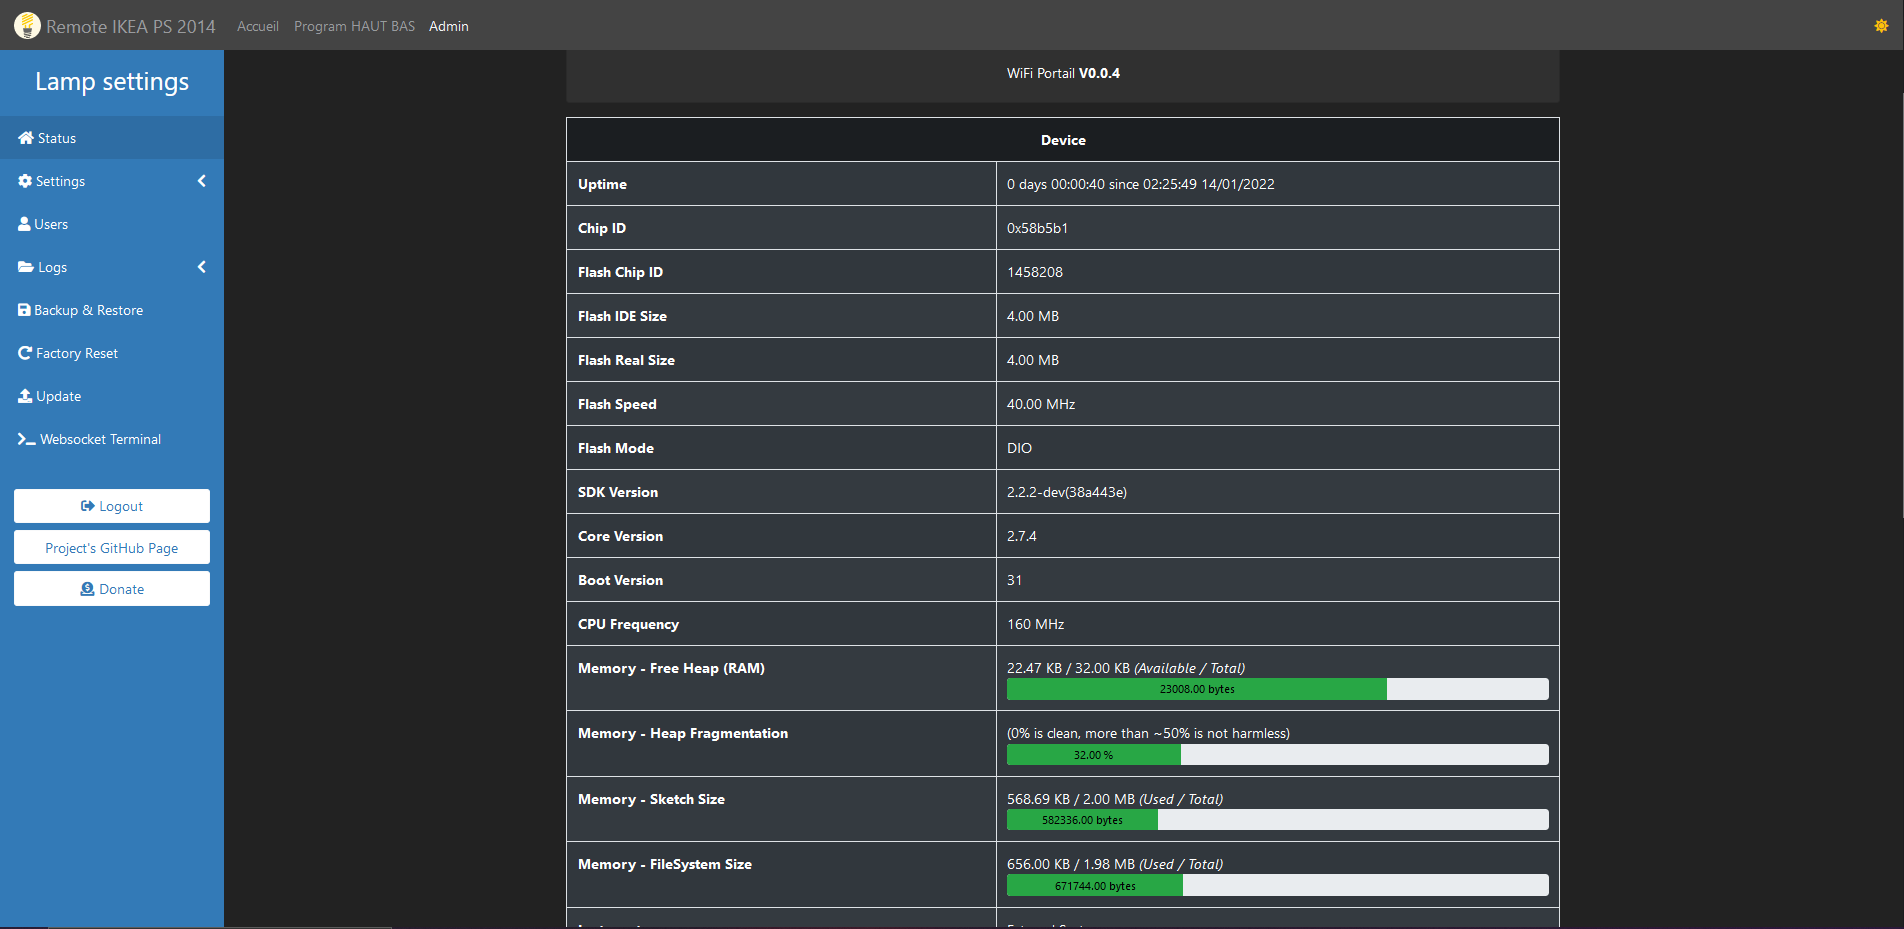 Remote IKEA PS 2014 Accueil Program HAUT BAS Admin
Lamp settings
Status
Settings
Users
Logs
Backup & Restore
Factory Reset
Update
Websocket Terminal
Logout
Project's GitHub Page
Donate
WiFi Portail V0.0.4
Device
Uptime 0 days 00:00:40 since 02:25:49 14/01/2022
Chip ID 0x58b5b1
Flash Chip ID 1458208
Flash IDE Size 4.00 MB
Flash Real Size 4.00 MB
Flash Speed 40.00 MHz
Flash Mode DIO
SDK Version 2.2.2-dev(38a443e)
Core Version 2.7.4
Boot Version 31
CPU Frequency 160 MHz
Memory - Free Heap (RAM) 22.47 KB / 32.00 KB (Available / Total)
23008.00 bytes
Memory - Heap Fragmentation (0% is clean, more than ~50% is not harmless)
32.00 %
Memory - Sketch Size 568.69 KB / 2.00 MB (Used / Total)
582336.00 bytes
Memory - FileSystem Size 656.00 KB / 1.98 MB (Used / Total)
671744.00 bytes